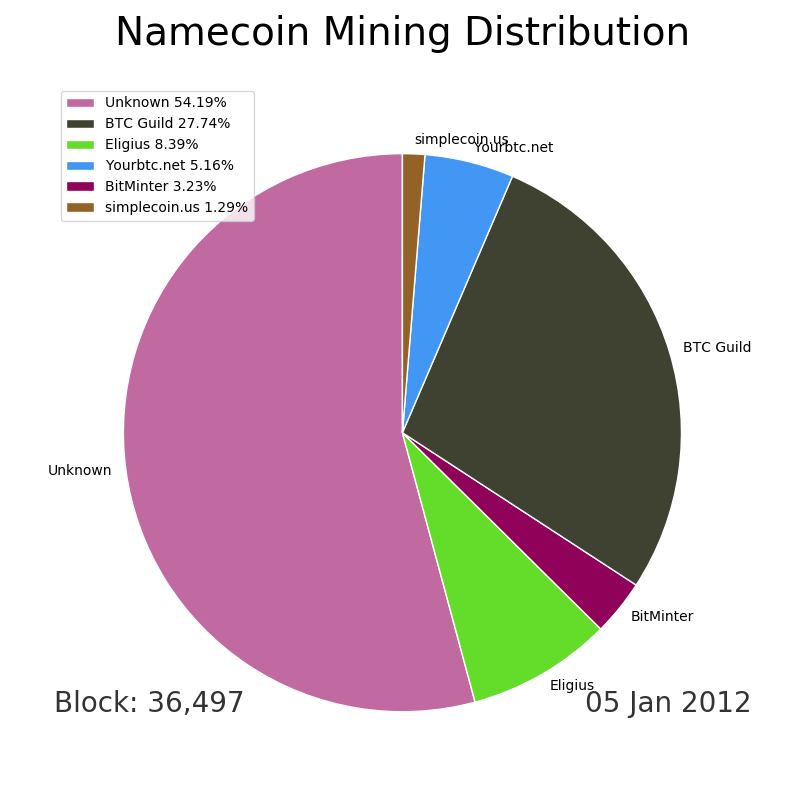 Namecoin Mining Distribution
Unknown 54.19%
BTC Guild 27.74%
Eligius 8.39%
Yourbtc.net 5.16%
BitMinter 3.23%
simplecoin.us 1.29%
simplecoin.us
Yourbtc.net
BTC Guild
Unknown
BitMinter
Eligius
Block: 36,497
05 Jan 2012